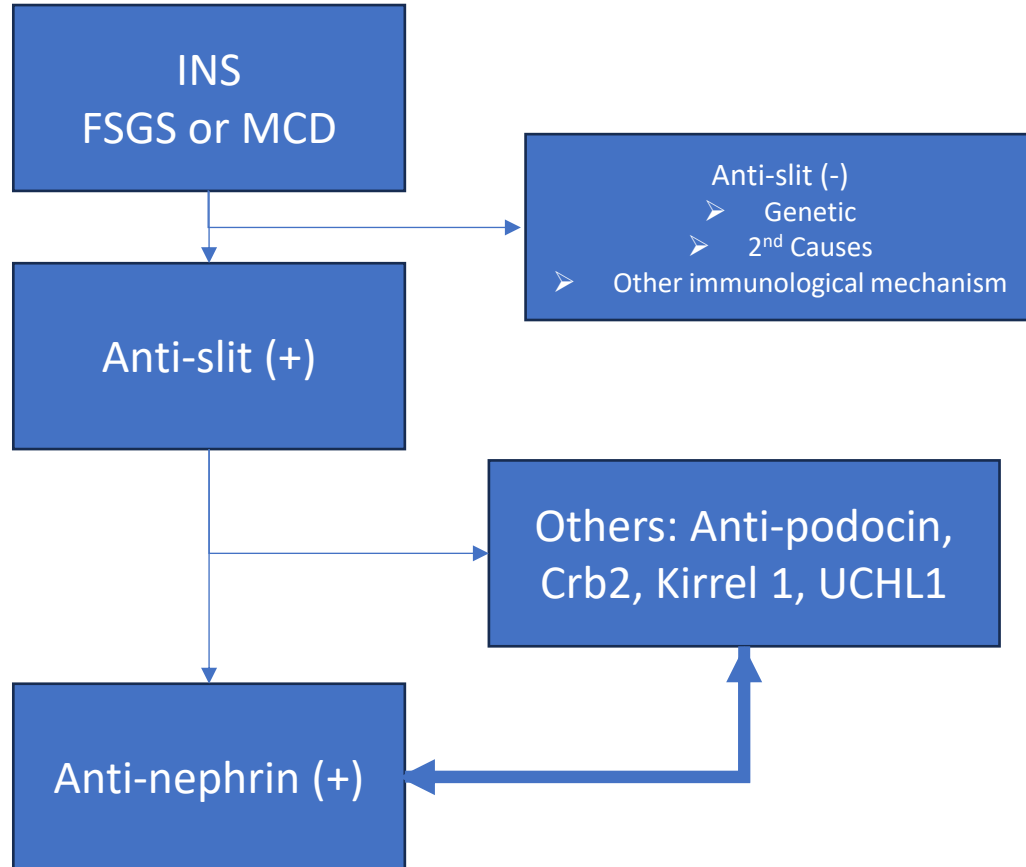 INS
FSGS or MCD
Anti-slit (-)
➢ Genetic
➢ 2nd Causes
➢ Other immunological mechanism
Anti-slit (+)
Others: Anti-podocin,
Crb2, Kirrel 1, UCHL1
Anti-nephrin (+)